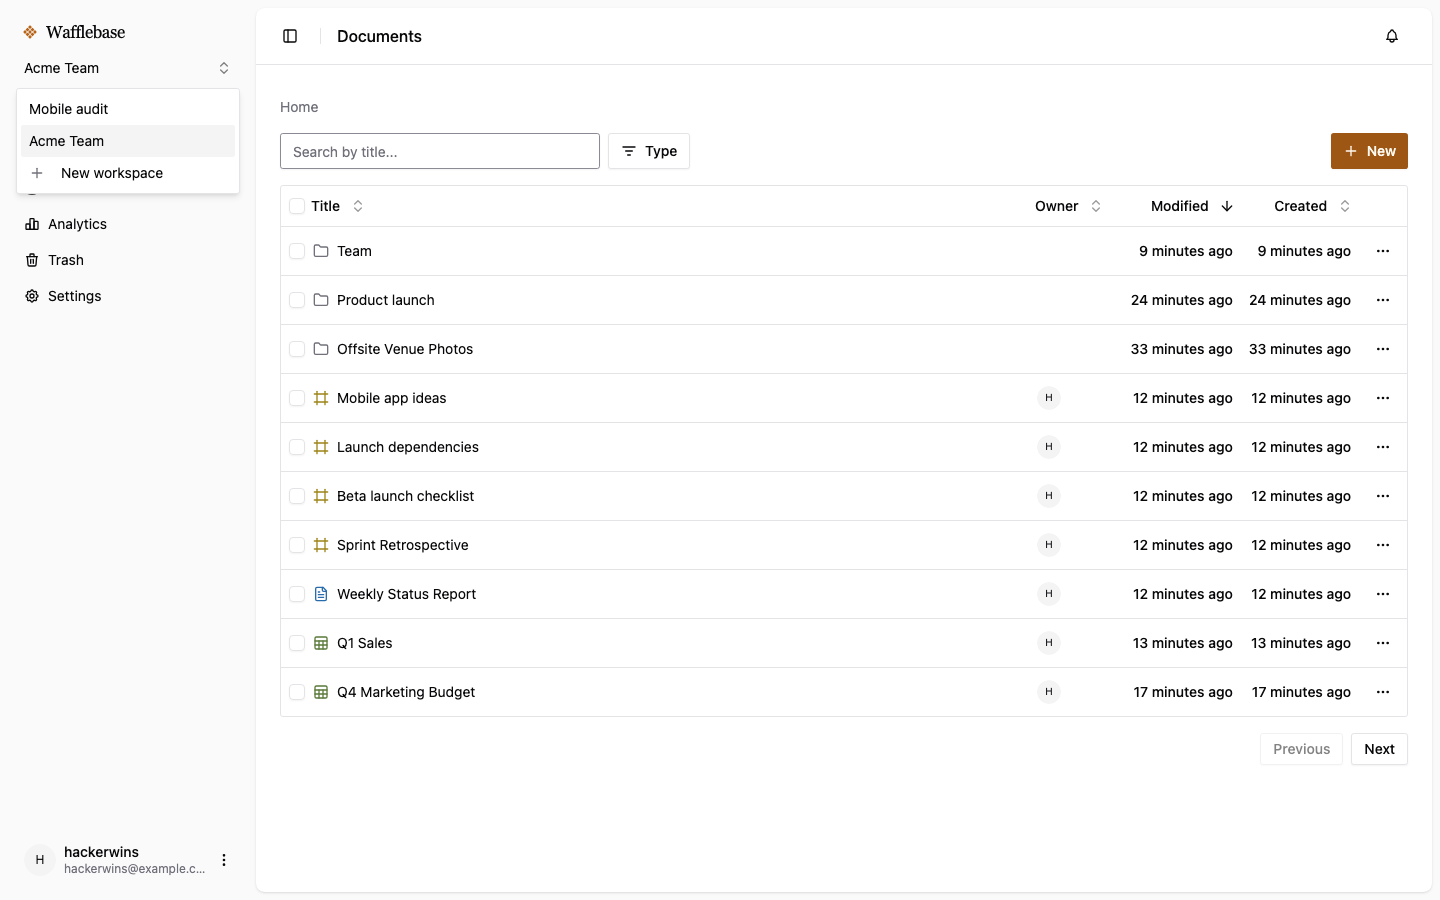 Wafflebase
Acme Team
Mobile audit
Acme Team
New workspace
Analytics
Trash
Settings
hackerwins
H
hackerwins@example.c...
Documents
Home
Search by title...
Type
New
Title Owner Modified Created
Team 9 minutes ago 9 minutes ago
Product launch 24 minutes ago 24 minutes ago
Offsite Venue Photos 33 minutes ago 33 minutes ago
Mobile app ideas H 12 minutes ago 12 minutes ago
Launch dependencies H 12 minutes ago 12 minutes ago
Beta launch checklist H 12 minutes ago 12 minutes ago
Sprint Retrospective H 12 minutes ago 12 minutes ago
Weekly Status Report H 12 minutes ago 12 minutes ago
Q1 Sales H 13 minutes ago 13 minutes ago
Q4 Marketing Budget H 17 minutes ago 17 minutes ago
Previous Next